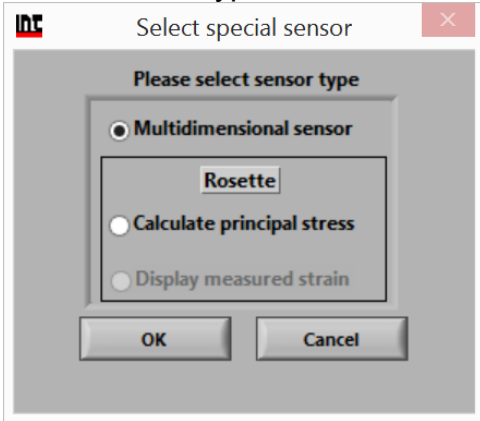 Select special sensor
Please select sensor type
Multidimensional sensor
Rosette
Calculate principal stress
Display measured strain
OK
Cancel